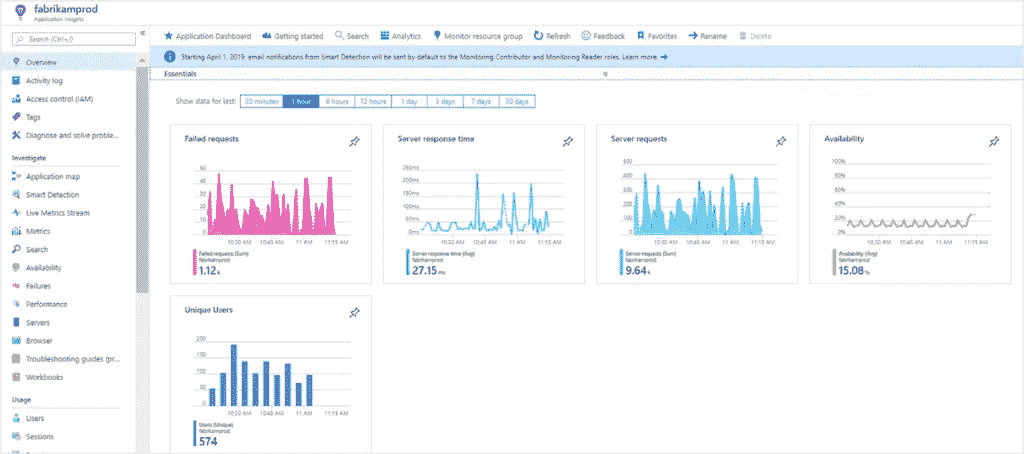 fabrikamprod
Application Insights
Search (Ctrl+/)
Overview
Activity log
Access control (IAM)
Tags
Diagnose and solve proble...
Investigate
Application map
Smart Detection
Live Metrics Stream
Metrics
Search
Availability
Failures
Performance
Servers
Browser
Troubleshooting guides (pr...
Workbooks
Usage
Users
Sessions
Application Dashboard Getting started Search Analytics Monitor resource group Refresh Feedback Favorites Rename Delete
Starting April 1, 2019, email notifications from Smart Detection will be sent by default to the Monitoring Contributor and Monitoring Reader roles. Learn more.
Essentials
Show data for last: 30 minutes 1 hour 6 hours 12 hours 1 day 3 days 7 days 30 days
Failed requests
50
40
30
20
10
0
10:30 AM 10:45 AM 11 AM 11:15 AM
Failed requests (Sum)
fabrikamprod
1.12 k
Server response time
250ms
200ms
150ms
100ms
50ms
0ms
10:30 AM 10:45 AM 11 AM 11:15 AM
Server response time (Avg)
fabrikamprod
27.15 ms
Server requests
500
400
300
200
100
0
10:30 AM 10:45 AM 11 AM 11:15 AM
Server requests (Sum)
fabrikamprod
9.64 k
Availability
100%
80%
60%
40%
20%
0%
10:30 AM 10:45 AM 11 AM 11:15 AM
Availability (Avg)
fabrikamprod
15.08 %
Unique Users
200
150
100
50
0
10:30 AM 10:45 AM 11 AM 11:15 AM
Users (Unique)
fabrikamprod
574